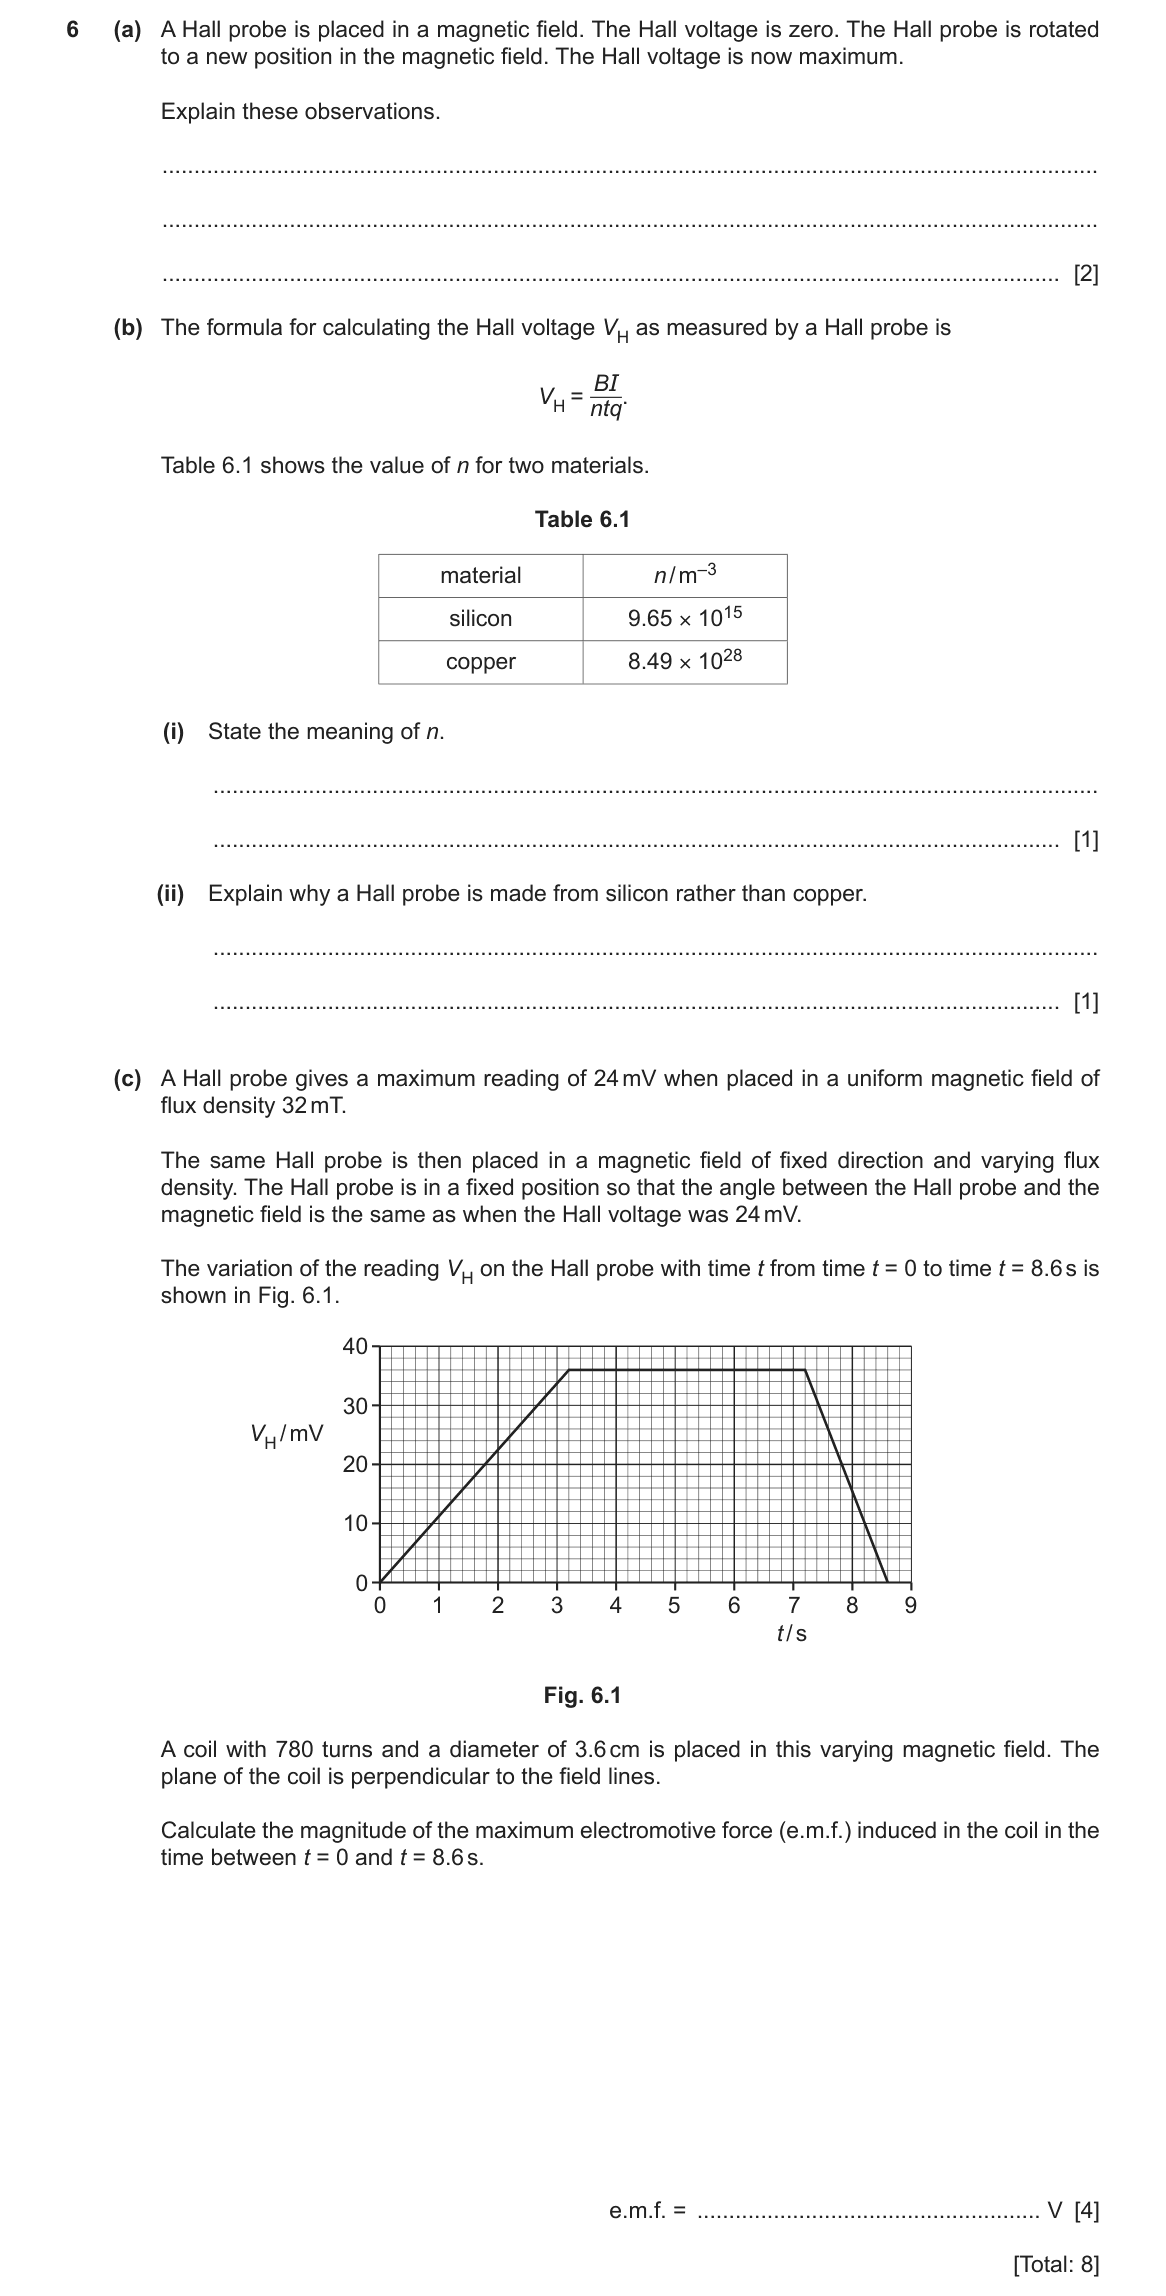 6 (a) A Hall probe is placed in a magnetic field. The Hall voltage is zero. The Hall probe is rotated
to a new position in the magnetic field. The Hall voltage is now maximum.
Explain these observations.
..........................................................................................................................................
..........................................................................................................................................
.................................................................................................................................... [2]
(b) The formula for calculating the Hall voltage V_H as measured by a Hall probe is
V_H = BI/ntq.
Table 6.1 shows the value of n for two materials.
Table 6.1
material n/m⁻³
silicon 9.65 × 10¹⁵
copper 8.49 × 10²⁸
(i) State the meaning of n.
..........................................................................................................................................
.................................................................................................................................... [1]
(ii) Explain why a Hall probe is made from silicon rather than copper.
..........................................................................................................................................
.................................................................................................................................... [1]
(c) A Hall probe gives a maximum reading of 24 mV when placed in a uniform magnetic field of
flux density 32 mT.
The same Hall probe is then placed in a magnetic field of fixed direction and varying flux
density. The Hall probe is in a fixed position so that the angle between the Hall probe and the
magnetic field is the same as when the Hall voltage was 24 mV.
The variation of the reading V_H on the Hall probe with time t from time t = 0 to time t = 8.6 s is
shown in Fig. 6.1.
40
30
V_H / mV
20
10
0
0 1 2 3 4 5 6 7 8 9
t / s
Fig. 6.1
A coil with 780 turns and a diameter of 3.6 cm is placed in this varying magnetic field. The
plane of the coil is perpendicular to the field lines.
Calculate the magnitude of the maximum electromotive force (e.m.f.) induced in the coil in the
time between t = 0 and t = 8.6 s.
e.m.f. = ...................................................... V [4]
[Total: 8]